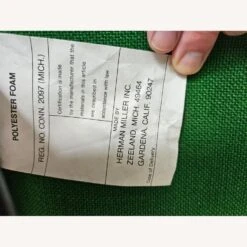 POLYESTER FOAM
REG. NO. CONN. 2097 (MICH.)
Certification is made
by the manufacturer that the
materials in this article
are described in
accordance with law.
MADE BY
HERMAN MILLER INC.
ZEELAND, MICH. 49464
GARDENA, CALIF. 90247
Date of Delivery